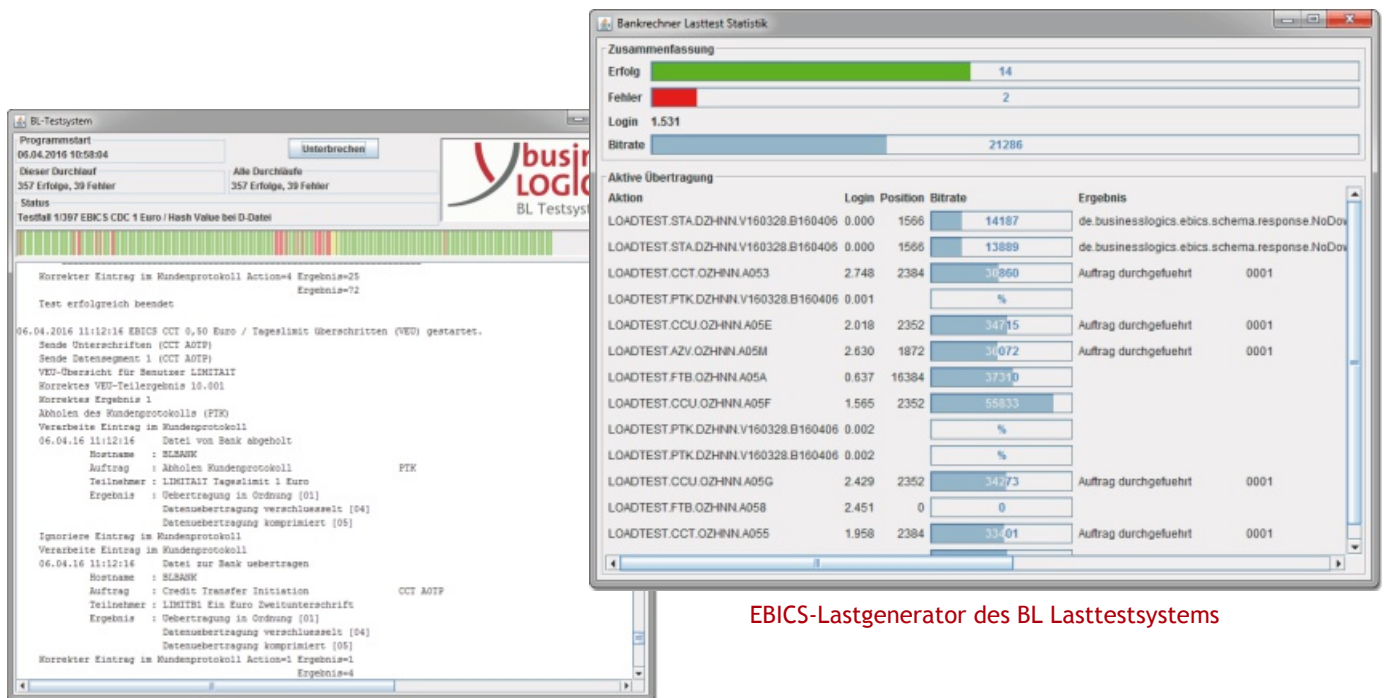 BL-Testsystem
Programmstart
06.04.2016 10:58:04
Unterbrechen
Dieser Durchlauf
357 Erfolge, 39 Fehler
Alle Durchläufe
357 Erfolge, 39 Fehler
Status
Testfall 1/397 EBICS CDC 1 Euro / Hash Value bei D-Datei
BL Testsyst
Korrekter Eintrag im Kundenprotokoll Action=4 Ergebnis=25
Ergebnis=72
Test erfolgreich beendet
06.04.2016 11:12:16 EBICS CCT 0,50 Euro / Tageslimit überschritten (VEU) gestartet.
Sende Unterschriften (CCT AOTP)
Sende Datensegment 1 (CCT AOTP)
VEU-Übersicht für Benutzer LIMITA1T
Korrektes VEU-Teilergebnis 10.001
Korrektes Ergebnis 1
Abholen des Kundenprotokolls (PTK)
Verarbeite Eintrag im Kundenprotokoll
06.04.16 11:12:16 Datei von Bank abgeholt
Hostname : BLBANK
Auftrag : Abholen Kundenprotokoll PTK
Teilnehmer : LIMITA1T Tageslimit 1 Euro
Ergebnis : Uebertragung in Ordnung [01]
Datenuebertragung verschluesselt [04]
Datenuebertragung komprimiert [05]
Ignoriere Eintrag im Kundenprotokoll
Verarbeite Eintrag im Kundenprotokoll
06.04.16 11:12:16 Datei zur Bank uebertragen
Hostname : BLBANK
Auftrag : Credit Transfer Initiation CCT AOTP
Teilnehmer : LIMITB1 Ein Euro Zweitunterschrift
Ergebnis : Uebertragung in Ordnung [01]
Datenuebertragung verschluesselt [04]
Datenuebertragung komprimiert [05]
Korrekter Eintrag im Kundenprotokoll Action=1 Ergebnis=1
Ergebnis=4
Bankrechner Lasttest Statistik
Zusammenfassung
Erfolg 14
Fehler 2
Login 1.531
Bitrate 21286
Aktive Übertragung
Aktion Login Position Bitrate Ergebnis
LOADTEST.STA.DZHNN.V160328.B160406 0.000 1566 14187 de.businesslogics.ebics.schema.response.NoDow
LOADTEST.STA.DZHNN.V160328.B160406 0.000 1566 13889 de.businesslogics.ebics.schema.response.NoDow
LOADTEST.CCT.OZHNN.A053 2.748 2384 30860 Auftrag durchgefuehrt 0001
LOADTEST.PTK.DZHNN.V160328.B160406 0.001 %
LOADTEST.CCU.OZHNN.A05E 2.018 2352 34715 Auftrag durchgefuehrt 0001
LOADTEST.AZV.OZHNN.A05M 2.630 1872 30072 Auftrag durchgefuehrt 0001
LOADTEST.FTB.OZHNN.A05A 0.637 16384 37310
LOADTEST.CCU.OZHNN.A05F 1.565 2352 55833
LOADTEST.PTK.DZHNN.V160328.B160406 0.002 %
LOADTEST.PTK.DZHNN.V160328.B160406 0.002 %
LOADTEST.CCU.OZHNN.A05G 2.429 2352 34273 Auftrag durchgefuehrt 0001
LOADTEST.FTB.OZHNN.A058 2.451 0 0
LOADTEST.CCT.OZHNN.A055 1.958 2384 33401 Auftrag durchgefuehrt 0001
EBICS-Lastgenerator des BL Lasttestsystems